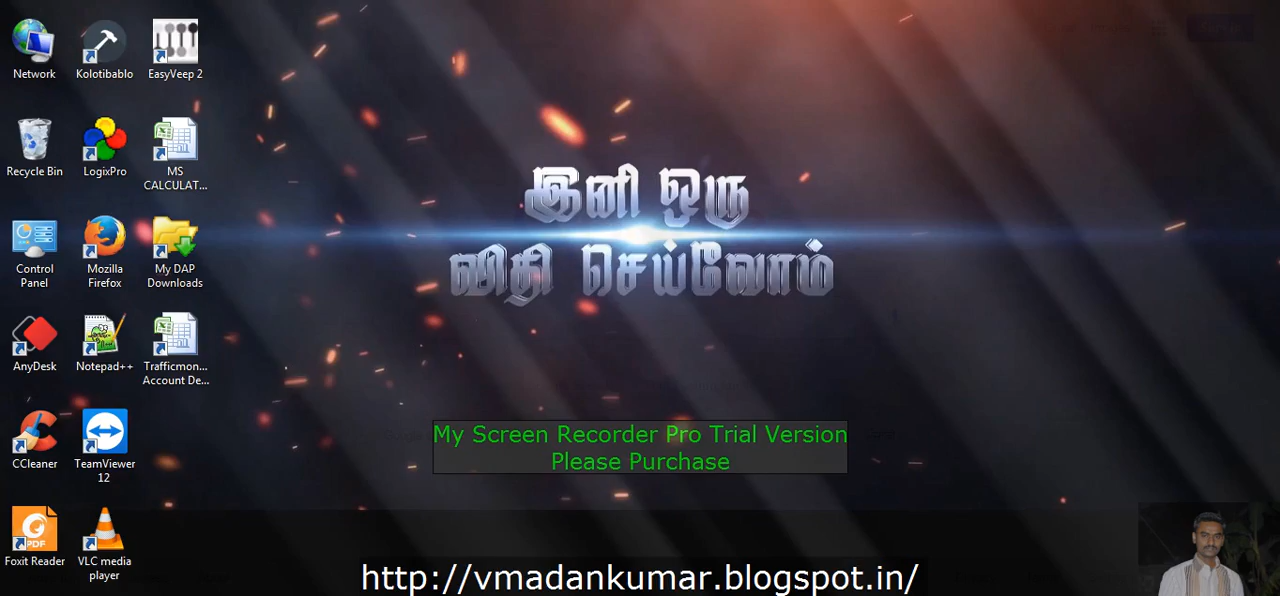 Network
Kolotibablo
EasyVeep 2
Recycle Bin
LogixPro
MS
CALCULAT...
Control
Panel
Mozilla
Firefox
My DAP
Downloads
AnyDesk
Notepad++
Trafficmon...
Account De...
CCleaner
TeamViewer
12
Foxit Reader
PDF
VLC media
player
இனி ஒரு
விதி செய்வோம்
My Screen Recorder Pro Trial Version
Please Purchase
http://vmadankumar.blogspot.in/